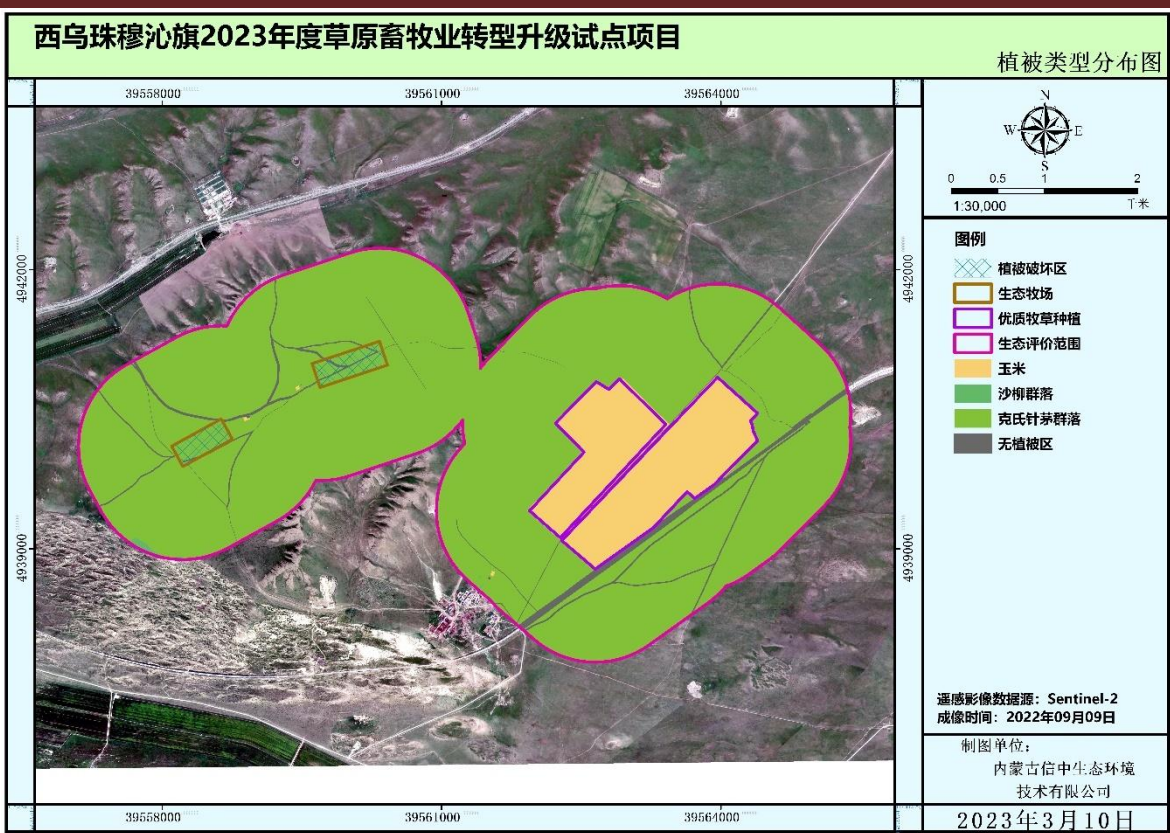 西乌珠穆沁旗2023年度草原畜牧业转型升级试点项目
植被类型分布图
39558000
39561000
39564000
4942000
4942000
4939000
4939000
39558000
39561000
39564000
N
W
E
S
0 0.5 1 2
1:30,000
千米
图例
植被破坏区
生态牧场
优质牧草种植
生态评价范围
玉米
沙柳群落
克氏针茅群落
无植被区
遥感影像数据源：Sentinel-2
成像时间：2022年09月09日
制图单位：
内蒙古信中生态环境
技术有限公司
2023年3月10日